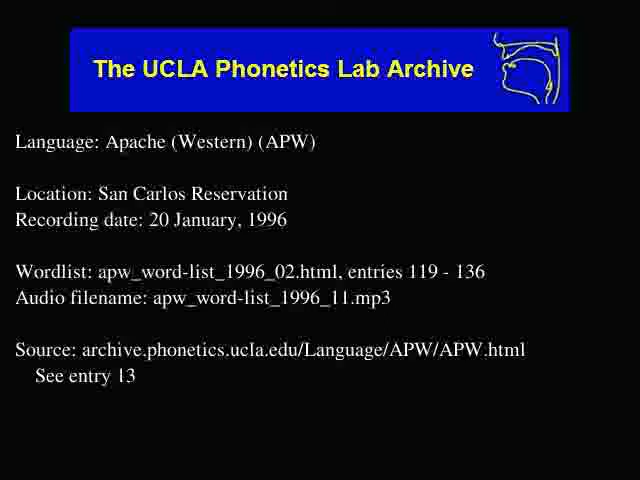 The UCLA Phonetics Lab Archive
Language: Apache (Western) (APW)
Location: San Carlos Reservation
Recording date: 20 January, 1996
Wordlist: apw_word-list_1996_02.html, entries 119 - 136
Audio filename: apw_word-list_1996_11.mp3
Source: archive.phonetics.ucla.edu/Language/APW/APW.html
See entry 13